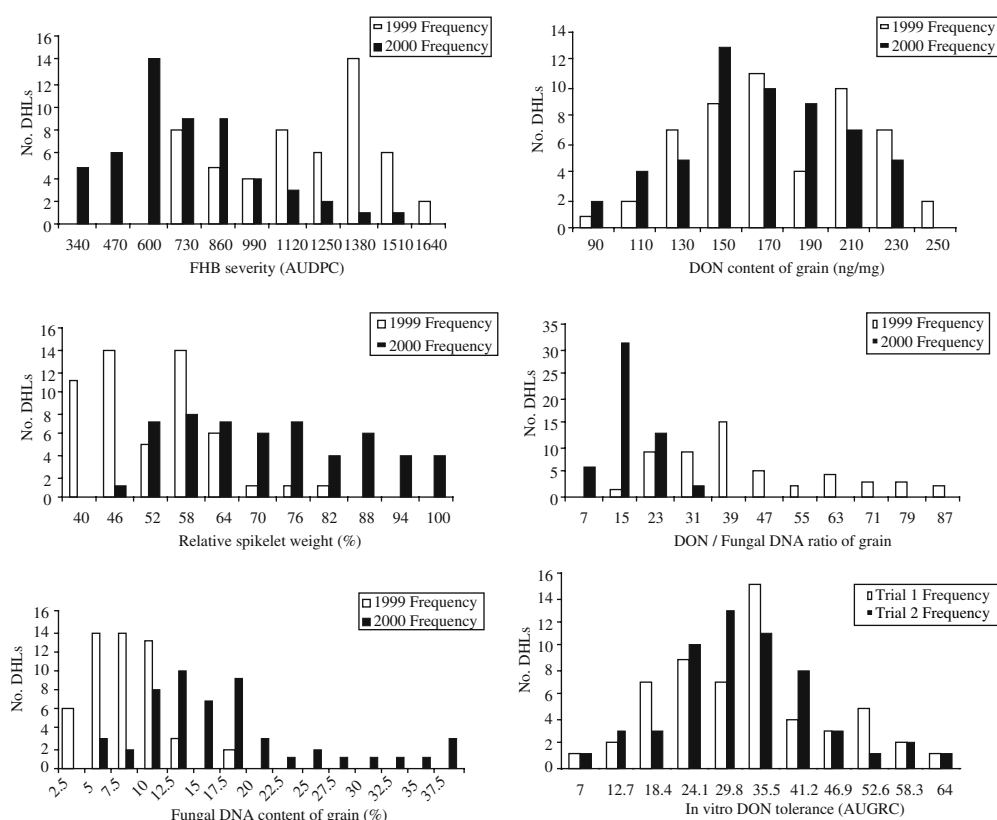 1999 Frequency
2000 Frequency
16
14
12
10
8
6
4
2
0
No. DHLs
340 470 600 730 860 990 1120 1250 1380 1510 1640
FHB severity (AUDPC)
1999 Frequency
2000 Frequency
14
12
10
8
6
4
2
0
No. DHLs
90 110 130 150 170 190 210 230 250
DON content of grain (ng/mg)
1999 Frequency
2000 Frequency
16
14
12
10
8
6
4
2
0
No. DHLs
40 46 52 58 64 70 76 82 88 94 100
Relative spikelet weight (%)
1999 Frequency
2000 Frequency
35
30
25
20
15
10
5
0
No. DHLs
7 15 23 31 39 47 55 63 71 79 87
DON / Fungal DNA ratio of grain
1999 Frequency
2000 Frequency
16
14
12
10
8
6
4
2
0
No. DHLs
2.5 5 7.5 10 12.5 15 17.5 20 22.5 25 27.5 30 32.5 35 37.5
Fungal DNA content of grain (%)
Trial 1 Frequency
Trial 2 Frequency
16
14
12
10
8
6
4
2
0
No. DHLs
7 12.7 18.4 24.1 29.8 35.5 41.2 46.9 52.6 58.3 64
In vitro DON tolerance (AUGRC)